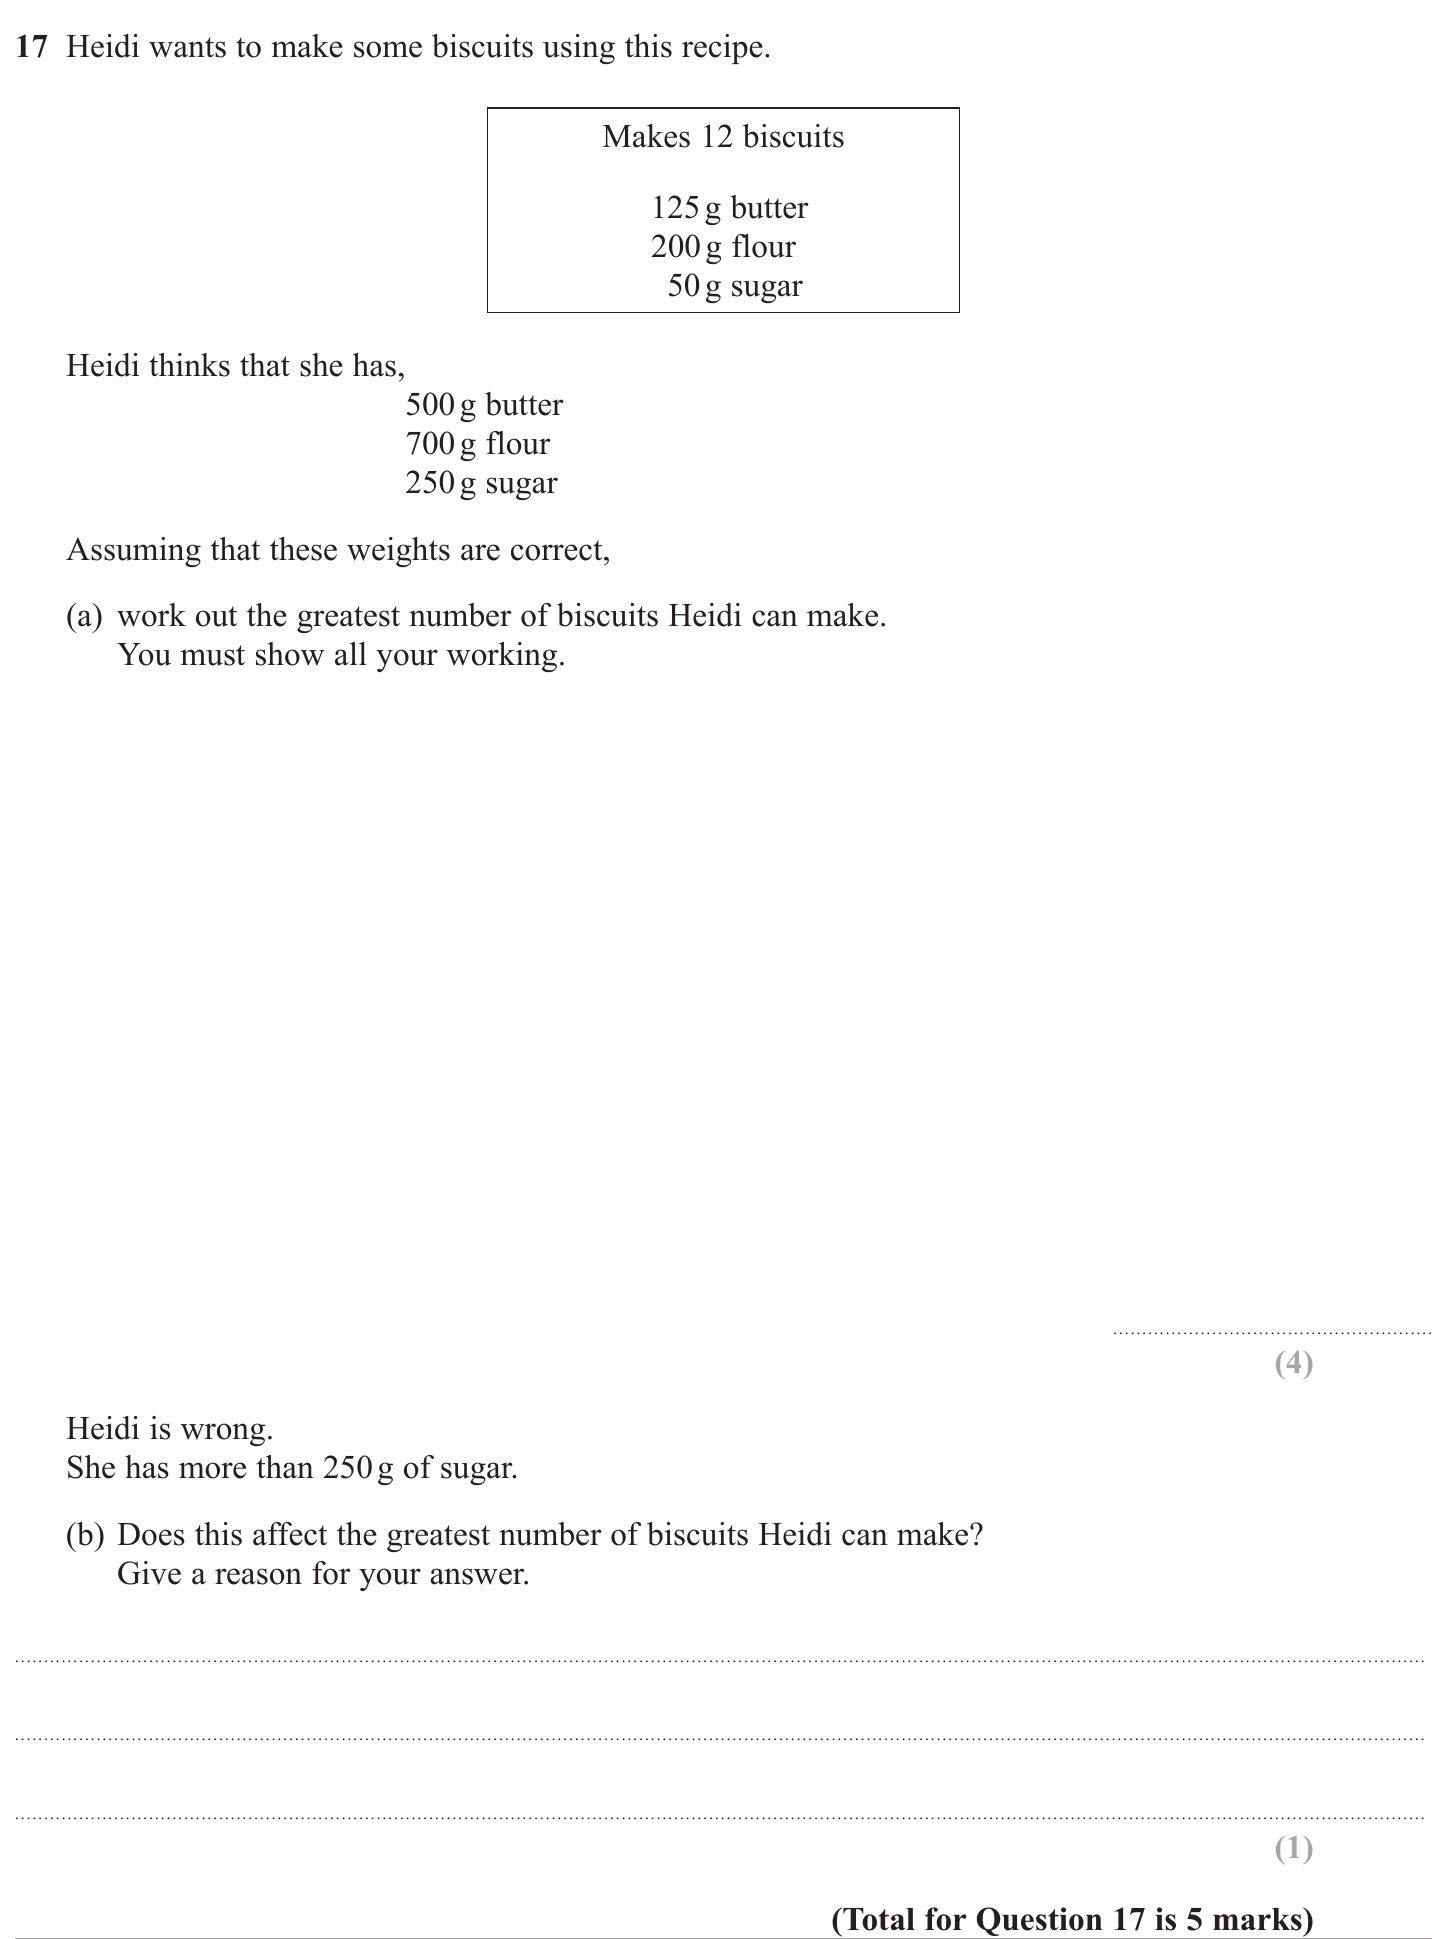 17 Heidi wants to make some biscuits using this recipe.
Makes 12 biscuits
125 g butter
200 g flour
50 g sugar
Heidi thinks that she has,
500 g butter
700 g flour
250 g sugar
Assuming that these weights are correct,
(a) work out the greatest number of biscuits Heidi can make.
You must show all your working.
(4)
Heidi is wrong.
She has more than 250 g of sugar.
(b) Does this affect the greatest number of biscuits Heidi can make?
Give a reason for your answer.
(1)
(Total for Question 17 is 5 marks)